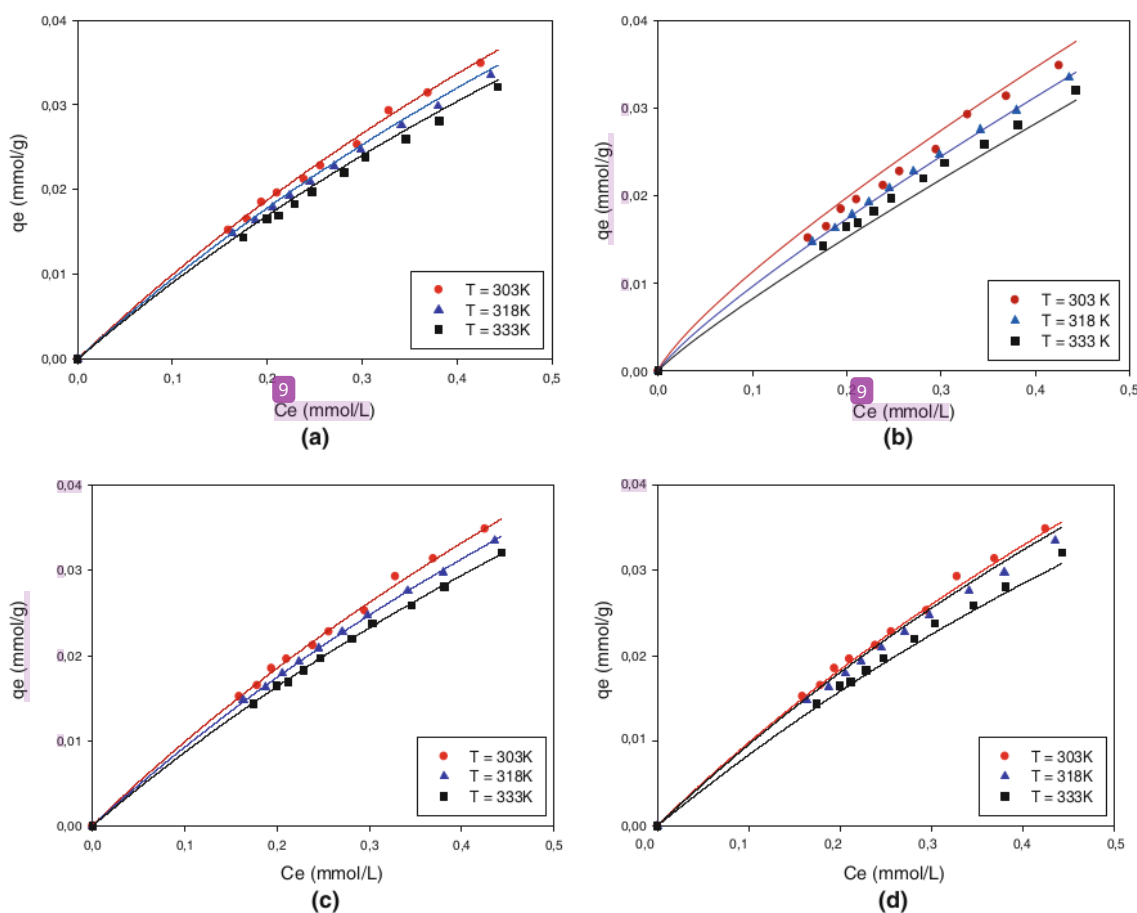 0,04
0,03
0,02
0,01
0,00
qe (mmol/g)
T = 303K
T = 318K
T = 333K
0,0 0,1 0,2 0,3 0,4 0,5
9
Ce (mmol/L)
(a)
0,04
0,03
0,02
0,01
0,00
qe (mmol/g)
T = 303 K
T = 318 K
T = 333 K
0,0 0,1 0,2 0,3 0,4 0,5
9
Ce (mmol/L)
(b)
0,04
0,03
0,02
0,01
0,00
qe (mmol/g)
T = 303K
T = 318K
T = 333K
0,0 0,1 0,2 0,3 0,4 0,5
Ce (mmol/L)
(c)
0,04
0,03
0,02
0,01
0,00
qe (mmol/g)
T = 303K
T = 318K
T = 333K
0,0 0,1 0,2 0,3 0,4 0,5
Ce (mmol/L)
(d)